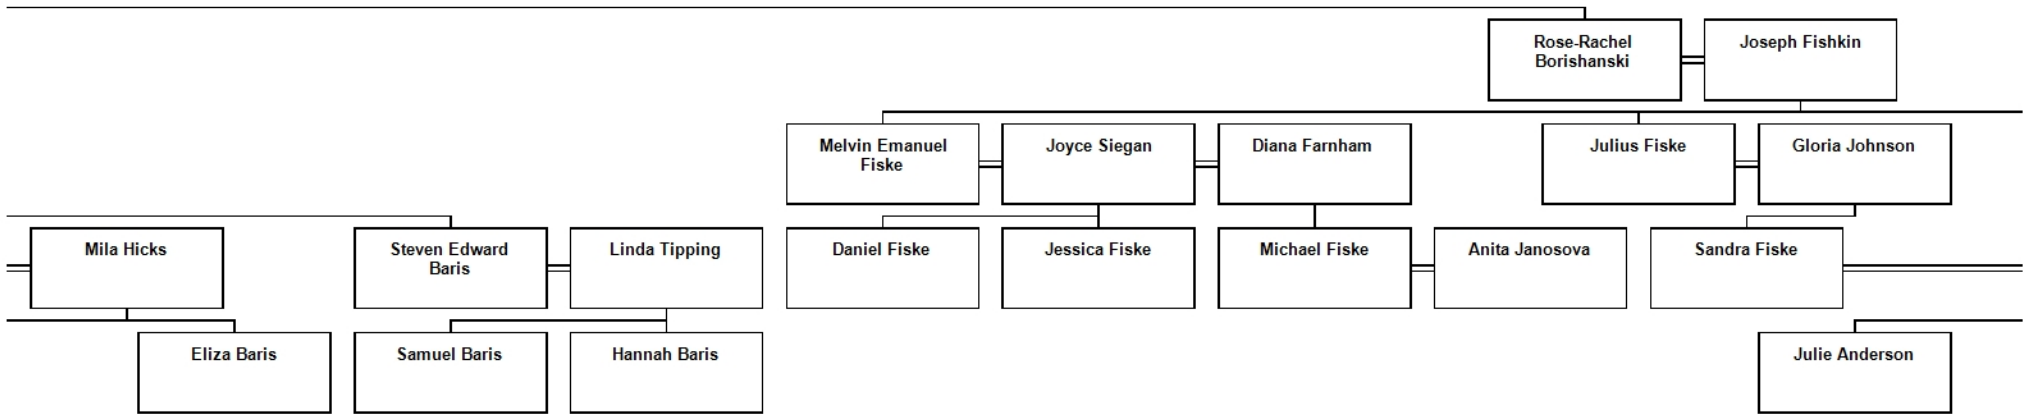 Rose-Rachel
Borishanski
Joseph Fishkin
Melvin Emanuel
Fiske
Joyce Siegan
Diana Farnham
Julius Fiske
Gloria Johnson
Mila Hicks
Steven Edward
Baris
Linda Tipping
Daniel Fiske
Jessica Fiske
Michael Fiske
Anita Janosova
Sandra Fiske
Eliza Baris
Samuel Baris
Hannah Baris
Julie Anderson